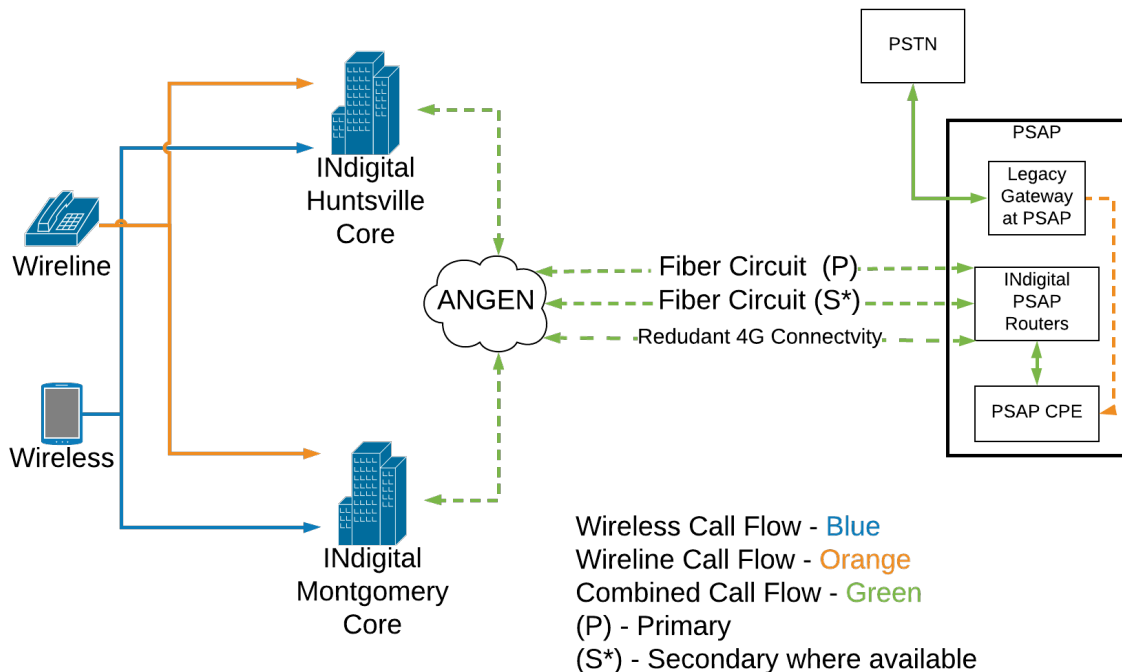 PSTN
PSAP
INdigital
Huntsville
Core
Legacy
Gateway
at PSAP
Wireline
ANGEN
Fiber Circuit  (P)
Fiber Circuit (S*)
Redudant 4G Connectvity
INdigital
PSAP
Routers
PSAP CPE
Wireless
INdigital
Montgomery
Core
Wireless Call Flow - Blue
Wireline Call Flow - Orange
Combined Call Flow - Green
(P) - Primary
(S*) - Secondary where available